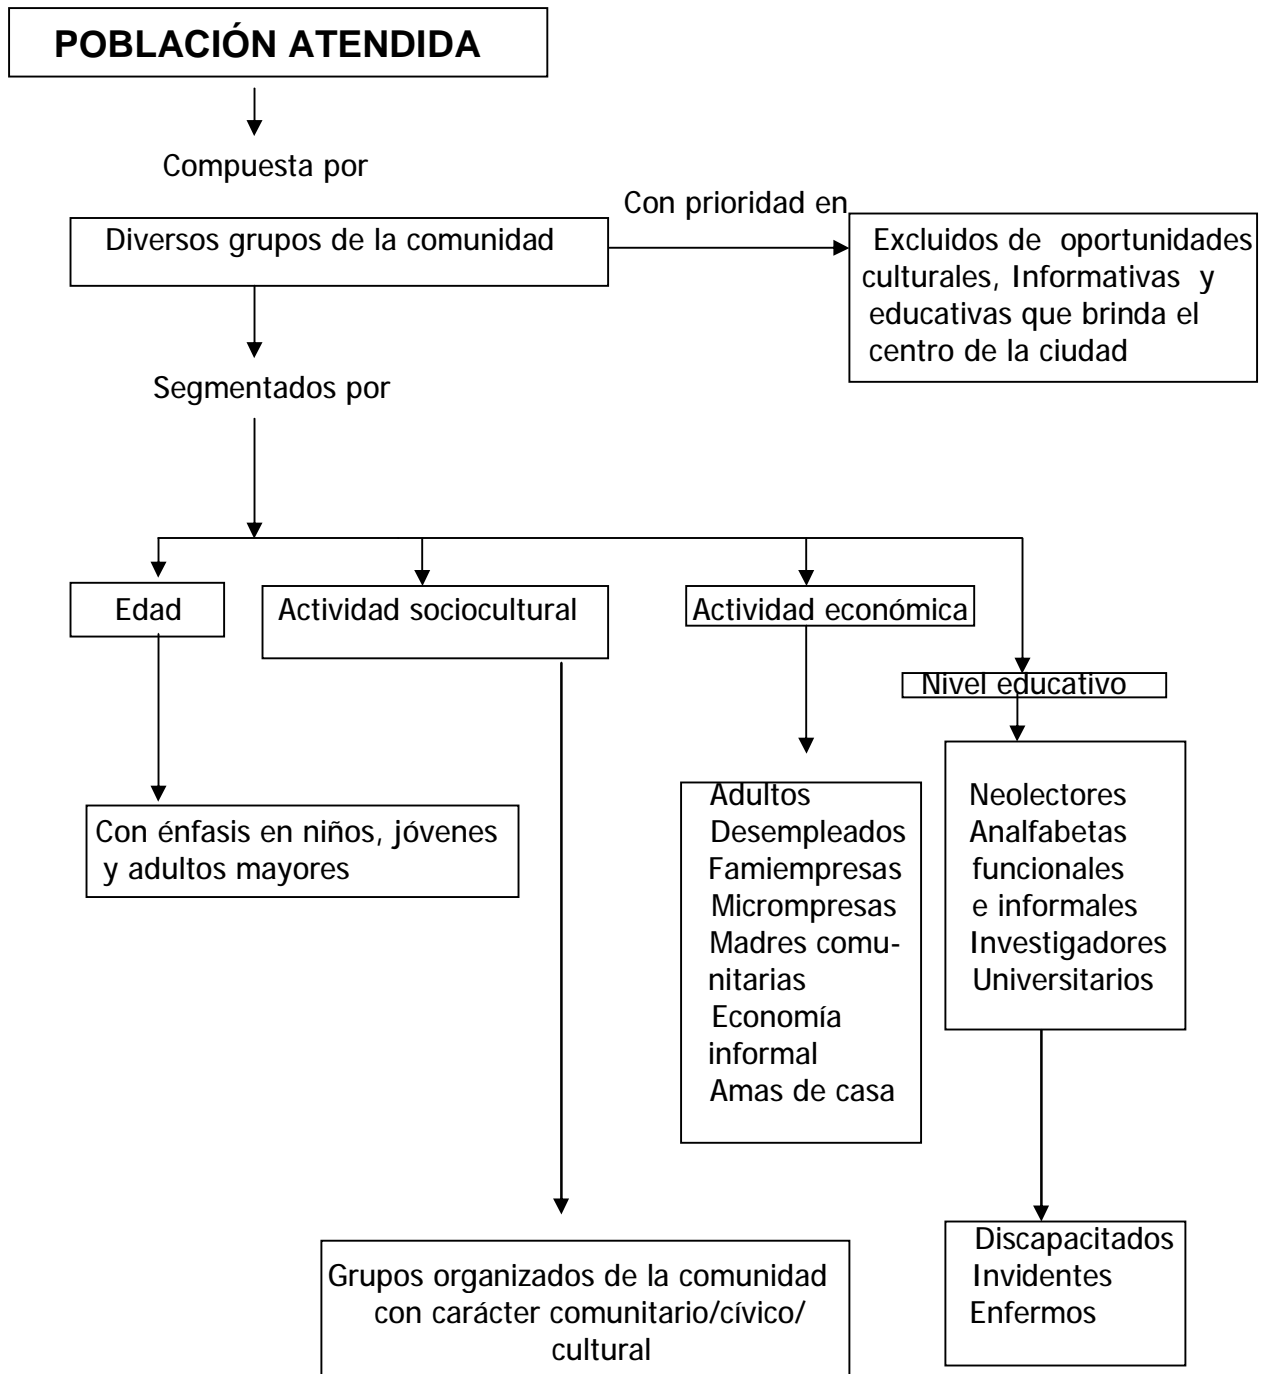 POBLACIÓN ATENDIDA
Compuesta por
Con prioridad en
Diversos grupos de la comunidad
Excluidos de oportunidades
culturales, Informativas y
educativas que brinda el
centro de la ciudad
Segmentados por
Edad
Actividad sociocultural
Actividad económica
Nivel educativo
Con énfasis en niños, jóvenes
y adultos mayores
Adultos
Desempleados
Famiempresas
Micrompresas
Madres comu-
nitarias
Economía
informal
Amas de casa
Neolectores
Analfabetas
funcionales
e informales
Investigadores
Universitarios
Grupos organizados de la comunidad
con carácter comunitario/cívico/
cultural
Discapacitados
Invidentes
Enfermos